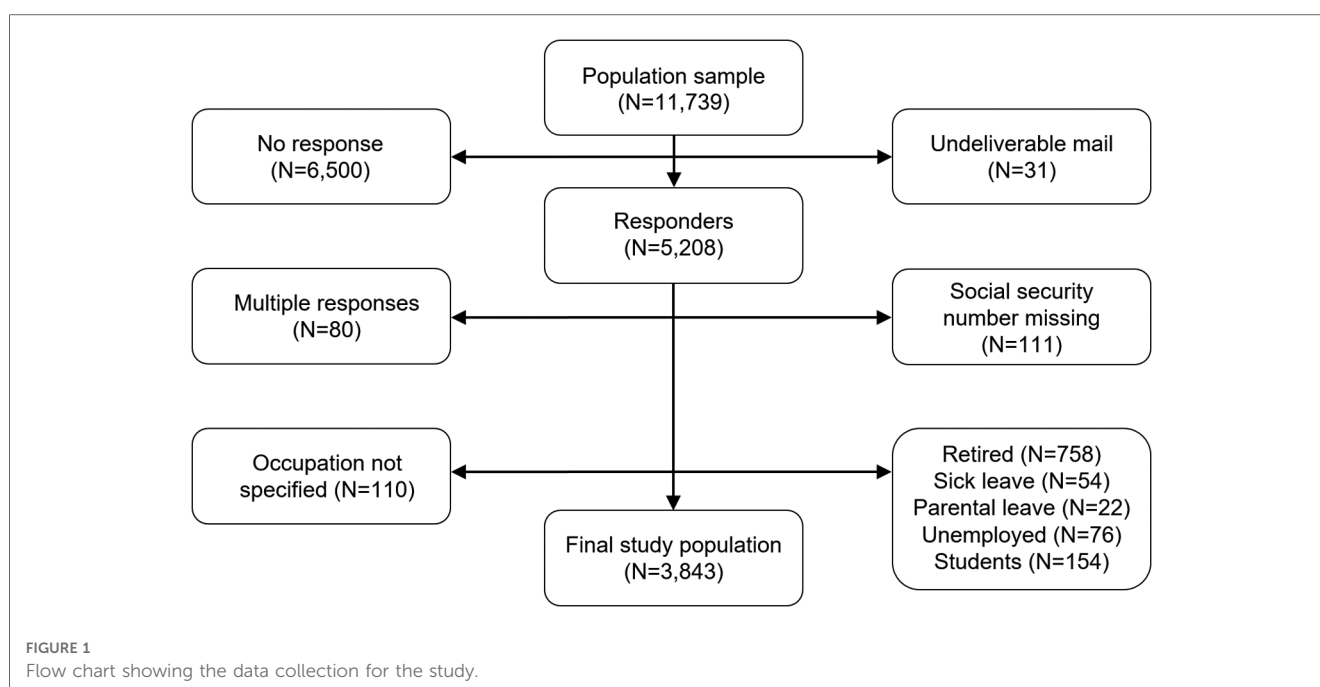 Population sample
(N=11,739)
No response
(N=6,500)
Undeliverable mail
(N=31)
Responders
(N=5,208)
Multiple responses
(N=80)
Social security
number missing
(N=111)
Occupation not
specified (N=110)
Retired (N=758)
Sick leave (N=54)
Parental leave (N=22)
Unemployed (N=76)
Students (N=154)
Final study population
(N=3,843)
FIGURE 1
Flow chart showing the data collection for the study.